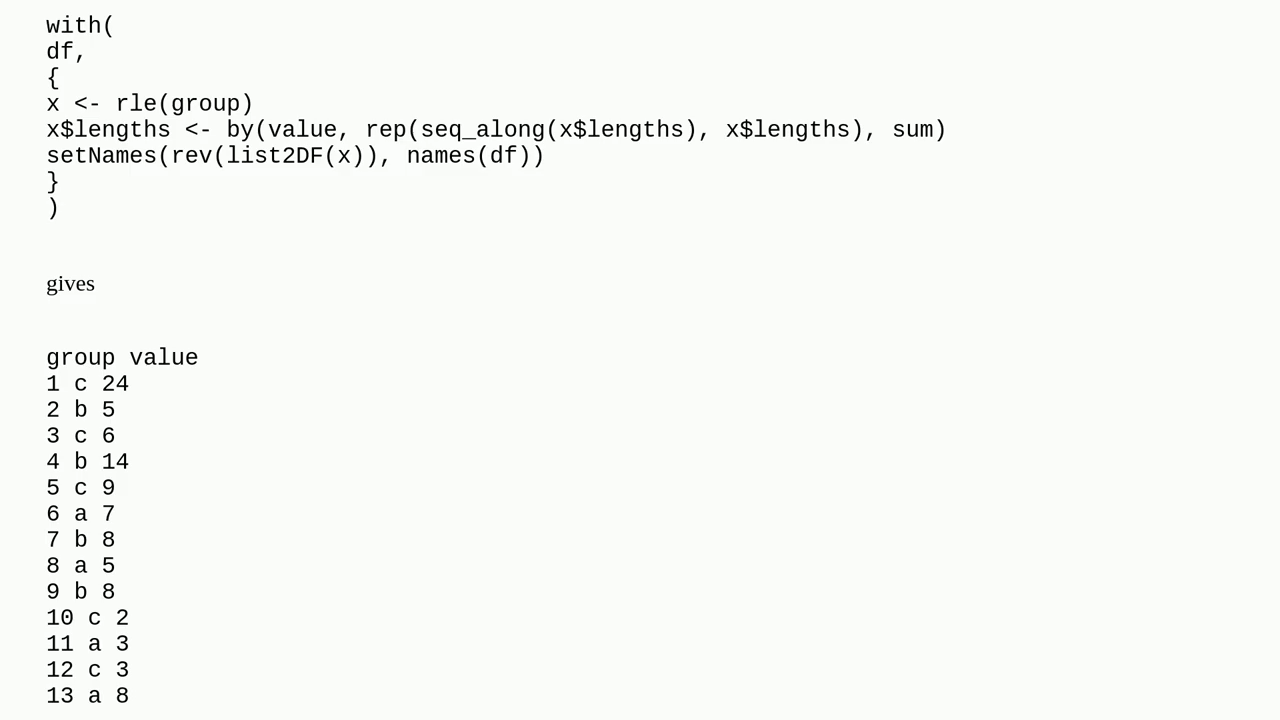 with(
df,
{
x <- rle(group)
x$lengths <- by(value, rep(seq_along(x$lengths), x$lengths), sum)
setNames(rev(list2DF(x)), names(df))
}
)
gives
group value
1 c 24
2 b 5
3 c 6
4 b 14
5 c 9
6 a 7
7 b 8
8 a 5
9 b 8
10 c 2
11 a 3
12 c 3
13 a 8